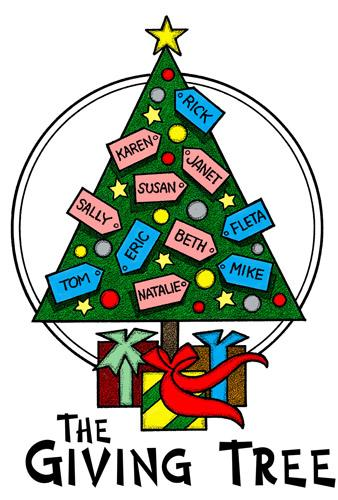 RICK
KAREN
JANET
SUSAN
SALLY
FLETA
ERIC
BETH
TOM
MIKE
NATALIE
THE
GIVING TREE